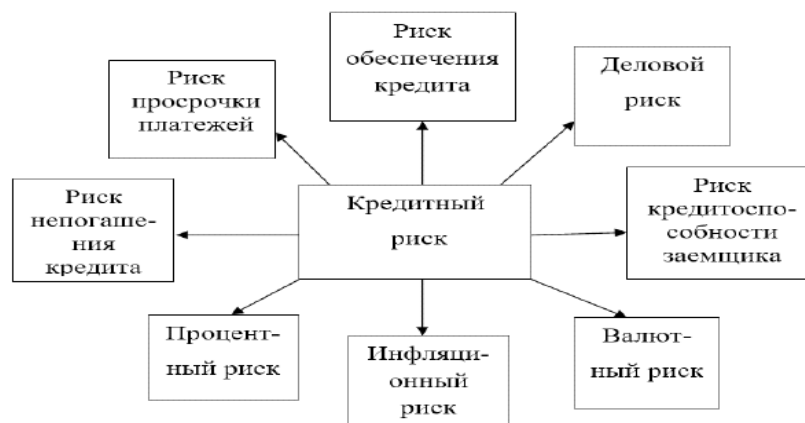 Риск
обеспечения
кредита
Деловой
риск
Риск
просрочки
платежей
Риск
непогаше-
ния
кредита
Кредитный
риск
Риск
кредитоспо-
собности
заемщика
Процент-
ный риск
Инфляци-
онный
риск
Валют-
ный риск